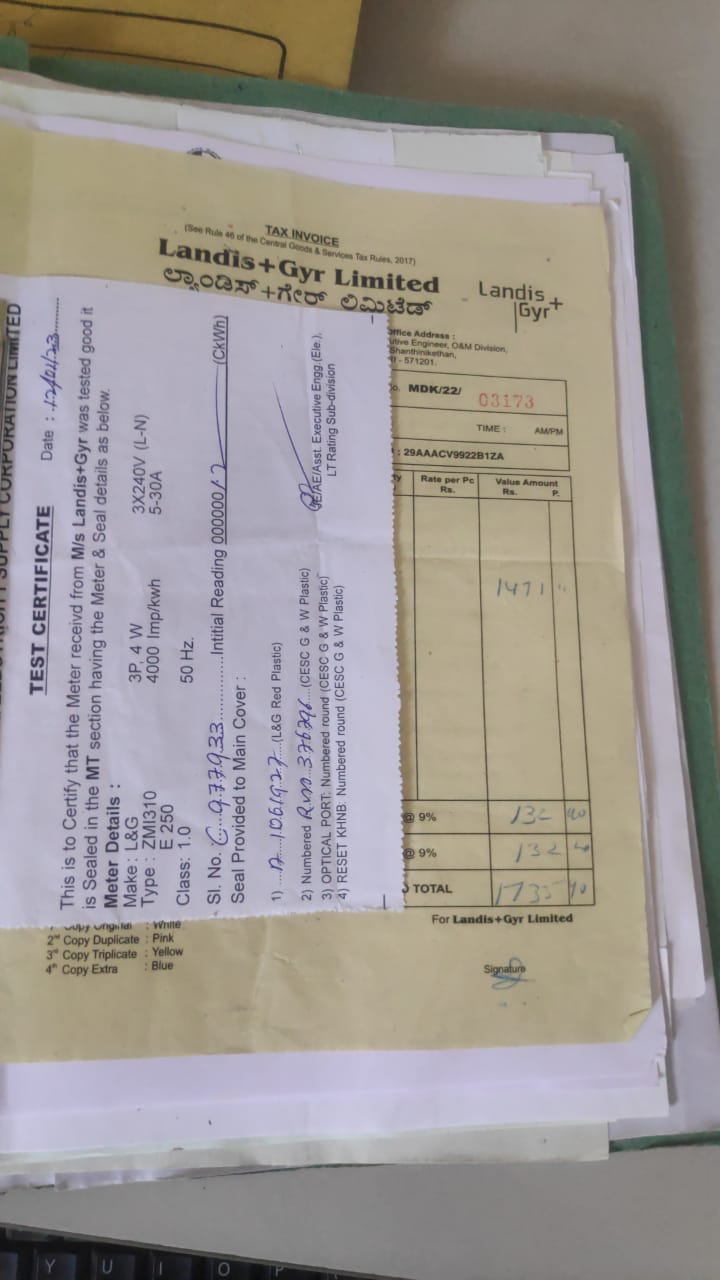 TAX INVOICE
(See Rule 46 of the Central Goods & Services Tax Rules, 2017)
Landis+Gyr Limited
ಲ್ಯಾಂಡಿಸ್+ಗೇರ್ ಲಿಮಿಟೆಡ್
Landis+
Gyr
ffice Address :
utive Engineer, O&M Division,
Shanthinikethan,
- 571201.
MDK/22/ 03173
TIME : AM/PM
: 29AAACV9922B1ZA
Rate per Pc Rs. Value Amount Rs. P.
1471
@ 9% 132 40
@ 9% 132 40
TOTAL 1735
For Landis+Gyr Limited
Signature
Copy Original : White
2nd Copy Duplicate : Pink
3rd Copy Triplicate : Yellow
4th Copy Extra : Blue
SUPPLY CORPORATION LIMITED
TEST CERTIFICATE Date :
This is to Certify that the Meter receivd from M/s Landis+Gyr was tested good it
is Sealed in the MT section having the Meter & Seal details as below.
Meter Details :
Make : L&G 3P. 4 W 3X240V (L-N)
Type : ZMI310 4000 Imp/kwh 5-30A
E 250
Class: 1.0 50 Hz.
Sl. No. C 977933 Intitial Reading 000000/2 (CkWh)
Seal Provided to Main Cover :
1) 1061927 (L&G Red Plastic)
2) Numbered 376296 (CESC G & W Plastic)
3) OPTICAL PORT: Numbered round (CESC G & W Plastic)
4) RESET KHNB: Numbered round (CESC G & W Plastic)
AE/Asst. Executive Engg.(Ele.),
LT Rating Sub-division
Y U I O P